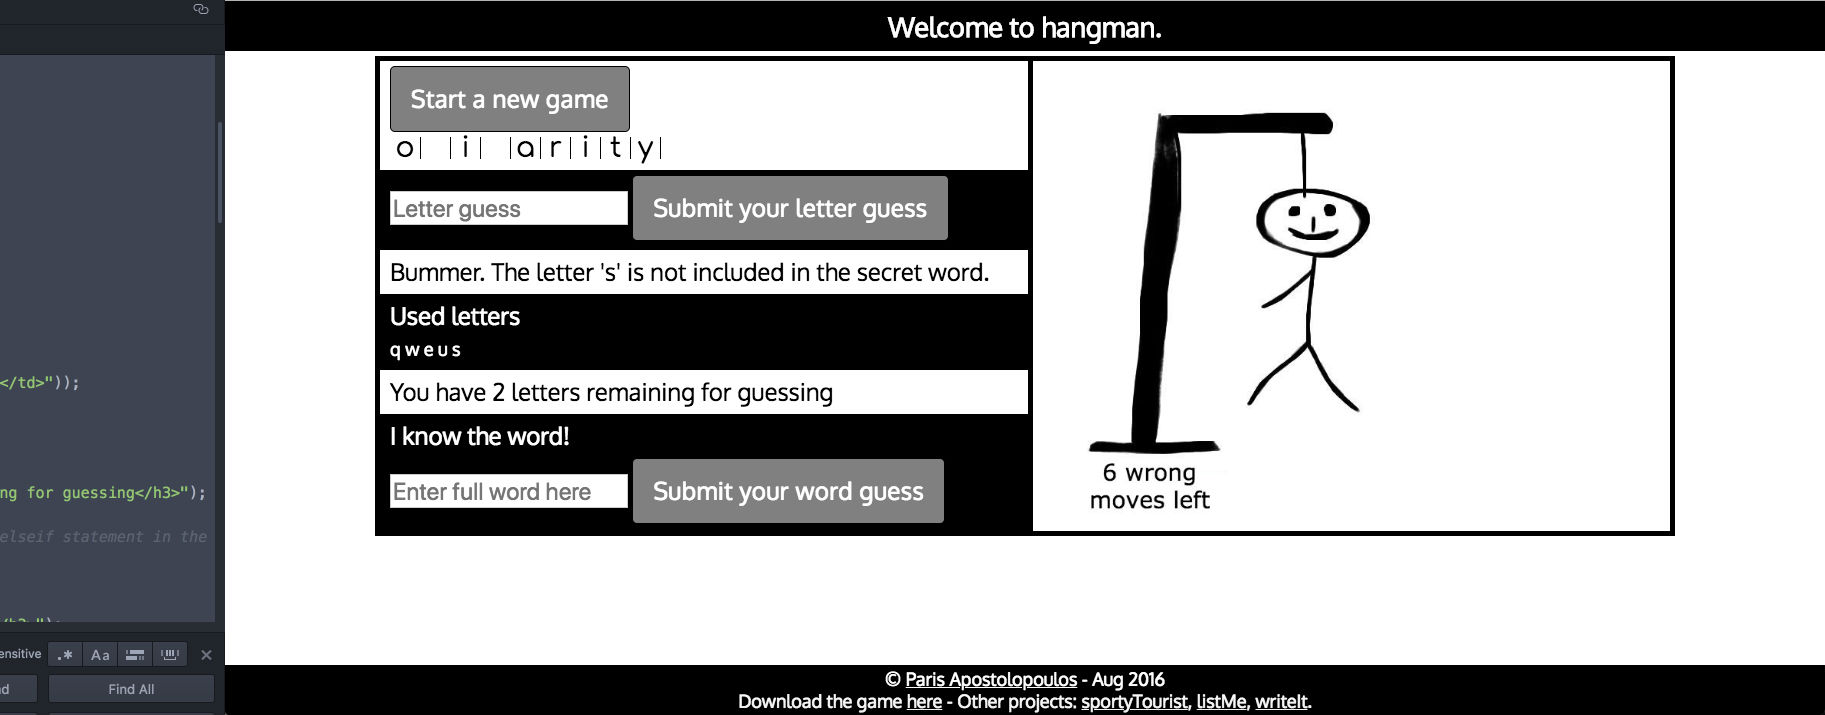 Welcome to hangman.
Start a new game
o| |i| |a|r|i|t|y|
Letter guess
Submit your letter guess
Bummer. The letter 's' is not included in the secret word.
Used letters
q w e u s
You have 2 letters remaining for guessing
I know the word!
Enter full word here
Submit your word guess
6 wrong
moves left
</td>"));
ng for guessing</h3>");
elseif statement in the
ensitive
.* Aa
d
Find All
© Paris Apostolopoulos - Aug 2016
Download the game here - Other projects: sportyTourist, listMe, writeIt.